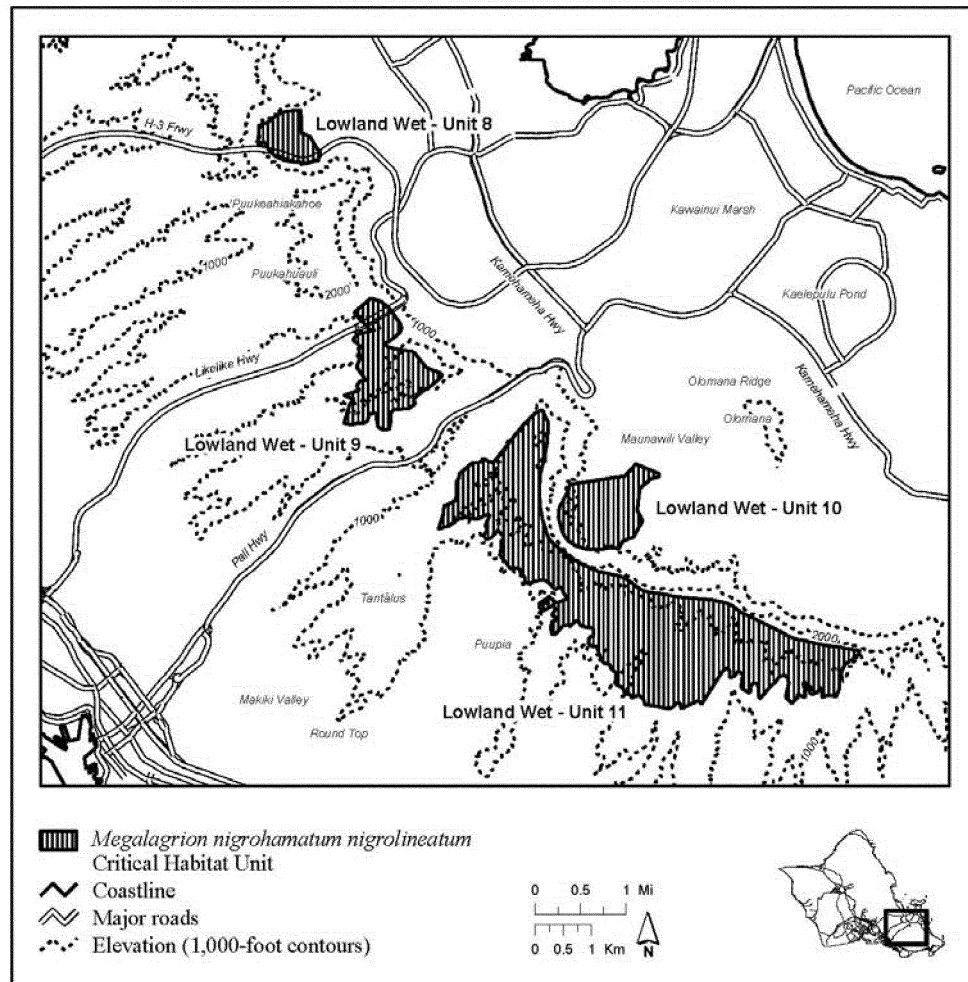 Pacific Ocean
Lowland Wet - Unit 8
H-3 Frwy
Puukeahiakahoe
Kawainui Marsh
1000
Puukahuauli
2000
Kamehameha Hwy
Kaelepulu Pond
1000
Likelike Hwy
Olomana Ridge
Kamehameha Hwy
Olomana
Lowland Wet - Unit 9
Maunawili Valley
1000
2000
Lowland Wet - Unit 10
1000
Pali Hwy
Tantalus
Puupia
2000
Makiki Valley
Lowland Wet - Unit 11
Round Top
1000
Megalagrion nigrohamatum nigrolineatum
Critical Habitat Unit
Coastline
Major roads
Elevation (1,000-foot contours)
0 0.5 1 Mi
0 0.5 1 Km
N